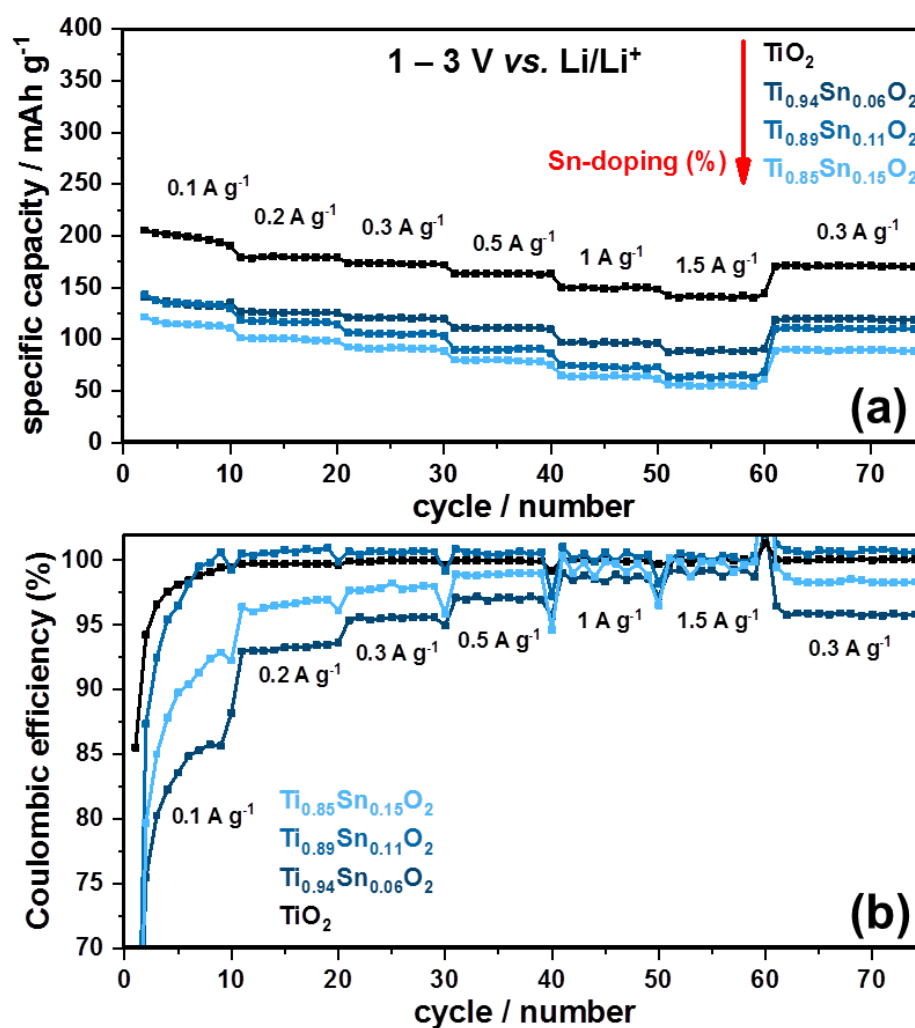 400
350
300
250
200
150
100
50
0
specific capacity / mAh g⁻¹
1 – 3 V vs. Li/Li⁺
TiO₂
Ti₀.₉₄Sn₀.₀₆O₂
Ti₀.₈₉Sn₀.₁₁O₂
Ti₀.₈₅Sn₀.₁₅O₂
Sn-doping (%)
0.1 A g⁻¹
0.2 A g⁻¹
0.3 A g⁻¹
0.5 A g⁻¹
1 A g⁻¹
1.5 A g⁻¹
0.3 A g⁻¹
(a)
0 10 20 30 40 50 60 70
cycle / number
100
95
90
85
80
75
70
Coulombic efficiency (%)
0.1 A g⁻¹
0.2 A g⁻¹
0.3 A g⁻¹
0.5 A g⁻¹
1 A g⁻¹
1.5 A g⁻¹
0.3 A g⁻¹
Ti₀.₈₅Sn₀.₁₅O₂
Ti₀.₈₉Sn₀.₁₁O₂
Ti₀.₉₄Sn₀.₀₆O₂
TiO₂
(b)
0 10 20 30 40 50 60 70
cycle / number